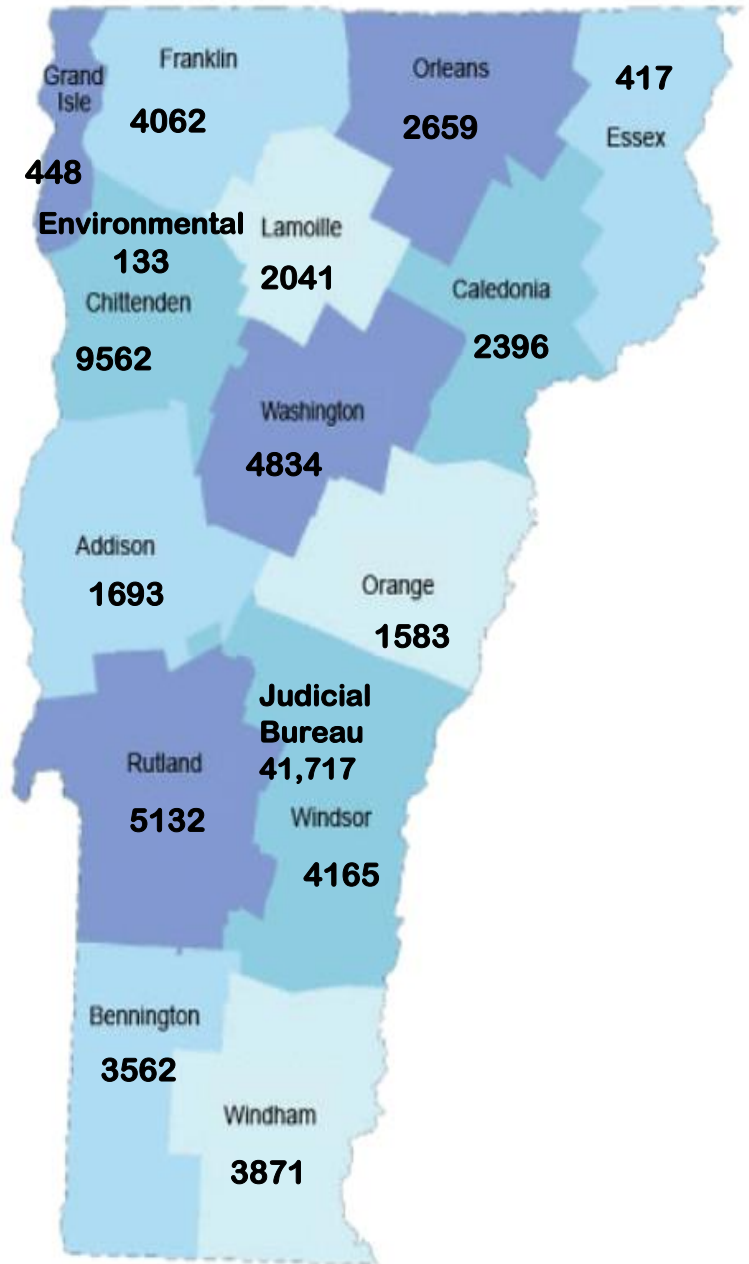 Grand
Isle
448
Franklin
4062
Orleans
2659
417
Essex
Environmental
133
Chittenden
9562
Lamoille
2041
Caledonia
2396
Washington
4834
Addison
1693
Orange
1583
Judicial
Bureau
41,717
Rutland
5132
Windsor
4165
Bennington
3562
Windham
3871